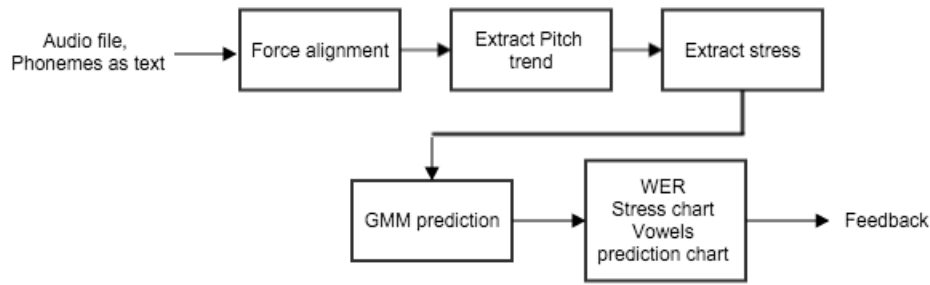 Audio file,
Phonemes as text
Force alignment
Extract Pitch
trend
Extract stress
GMM prediction
WER
Stress chart
Vowels
prediction chart
Feedback